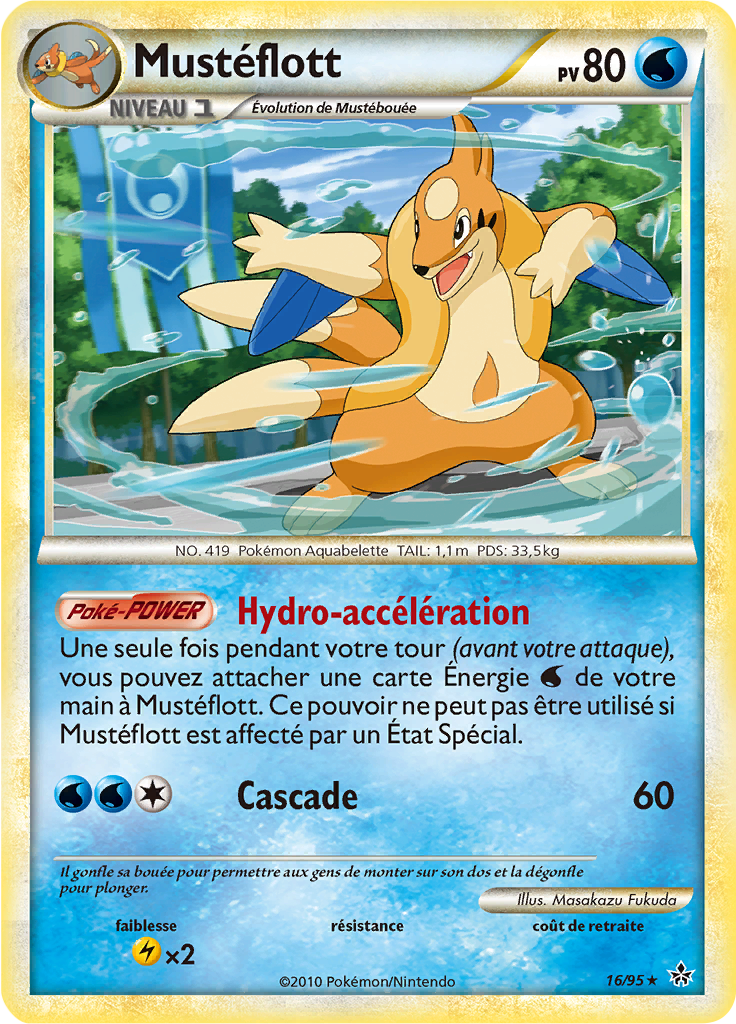 Mustéflott
PV 80
NIVEAU 1
Évolution de Mustébouée
NO. 419 Pokémon Aquabelette TAIL: 1,1m PDS: 33,5kg
Poké-POWER Hydro-accélération
Une seule fois pendant votre tour (avant votre attaque),
vous pouvez attacher une carte Énergie de votre
main à Mustéflott. Ce pouvoir ne peut pas être utilisé si
Mustéflott est affecté par un État Spécial.
Cascade 60
Il gonfle sa bouée pour permettre aux gens de monter sur son dos et la dégonfle
pour plonger.
Illus. Masakazu Fukuda
faiblesse résistance coût de retraite
×2
©2010 Pokémon/Nintendo
16/95 ★